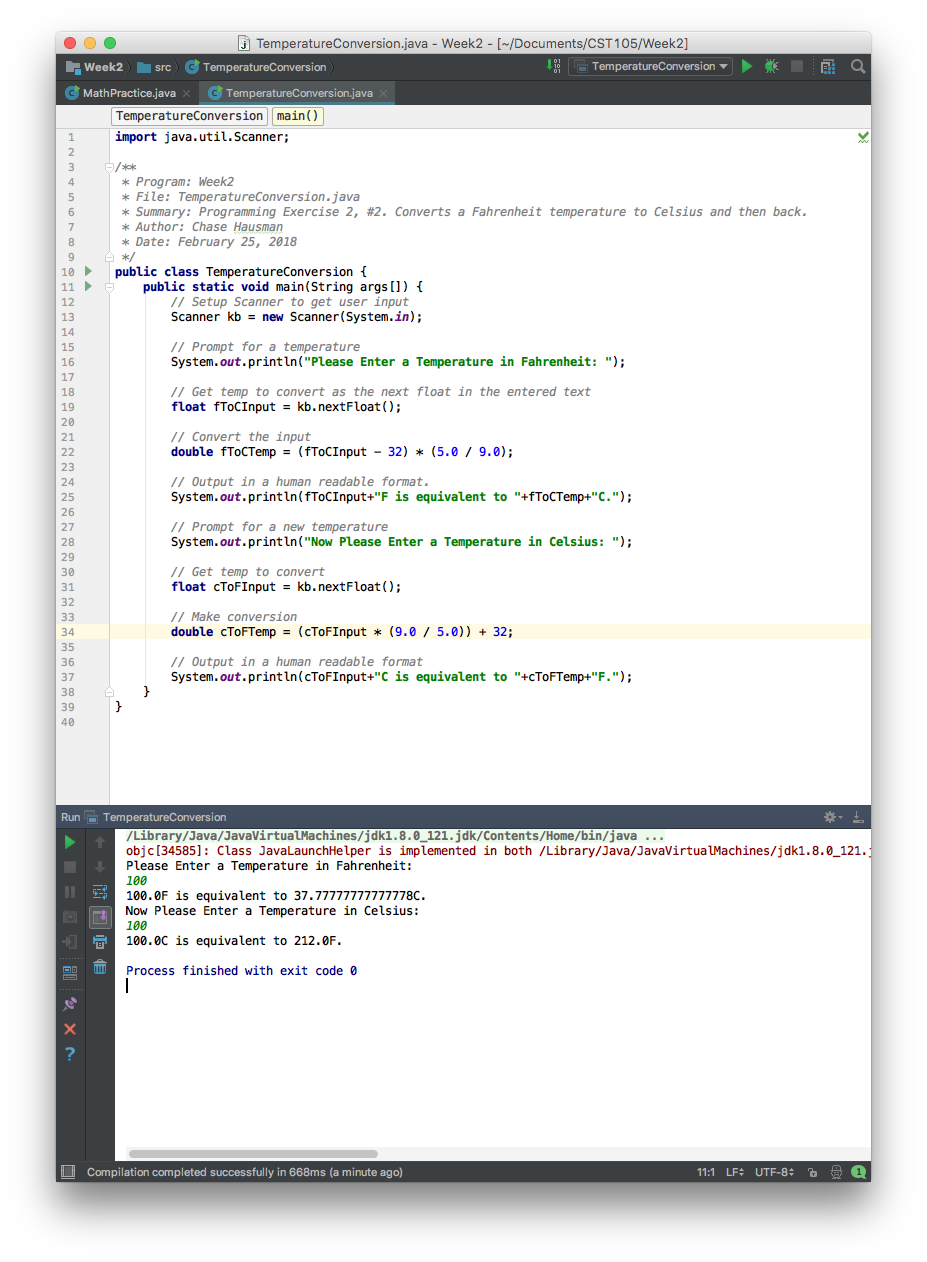 TemperatureConversion.java - Week2 - [~/Documents/CST105/Week2]
Week2 src TemperatureConversion TemperatureConversion
MathPractice.java TemperatureConversion.java
TemperatureConversion main()
1 import java.util.Scanner;
2
3 /**
4 * Program: Week2
5 * File: TemperatureConversion.java
6 * Summary: Programming Exercise 2, #2. Converts a Fahrenheit temperature to Celsius and then back.
7 * Author: Chase Hausman
8 * Date: February 25, 2018
9 */
10 public class TemperatureConversion {
11 public static void main(String args[]) {
12 // Setup Scanner to get user input
13 Scanner kb = new Scanner(System.in);
14
15 // Prompt for a temperature
16 System.out.println("Please Enter a Temperature in Fahrenheit: ");
17
18 // Get temp to convert as the next float in the entered text
19 float fToCInput = kb.nextFloat();
20
21 // Convert the input
22 double fToCTemp = (fToCInput - 32) * (5.0 / 9.0);
23
24 // Output in a human readable format.
25 System.out.println(fToCInput+"F is equivalent to "+fToCTemp+"C.");
26
27 // Prompt for a new temperature
28 System.out.println("Now Please Enter a Temperature in Celsius: ");
29
30 // Get temp to convert
31 float cToFInput = kb.nextFloat();
32
33 // Make conversion
34 double cToFTemp = (cToFInput * (9.0 / 5.0)) + 32;
35
36 // Output in a human readable format
37 System.out.println(cToFInput+"C is equivalent to "+cToFTemp+"F.");
38 }
39 }
40
Run TemperatureConversion
/Library/Java/JavaVirtualMachines/jdk1.8.0_121.jdk/Contents/Home/bin/java ...
objc[34585]: Class JavaLaunchHelper is implemented in both /Library/Java/JavaVirtualMachines/jdk1.8.0_121.j
Please Enter a Temperature in Fahrenheit:
100
100.0F is equivalent to 37.77777777777778C.
Now Please Enter a Temperature in Celsius:
100
100.0C is equivalent to 212.0F.
Process finished with exit code 0
Compilation completed successfully in 668ms (a minute ago) 11:1 LF UTF-8 1